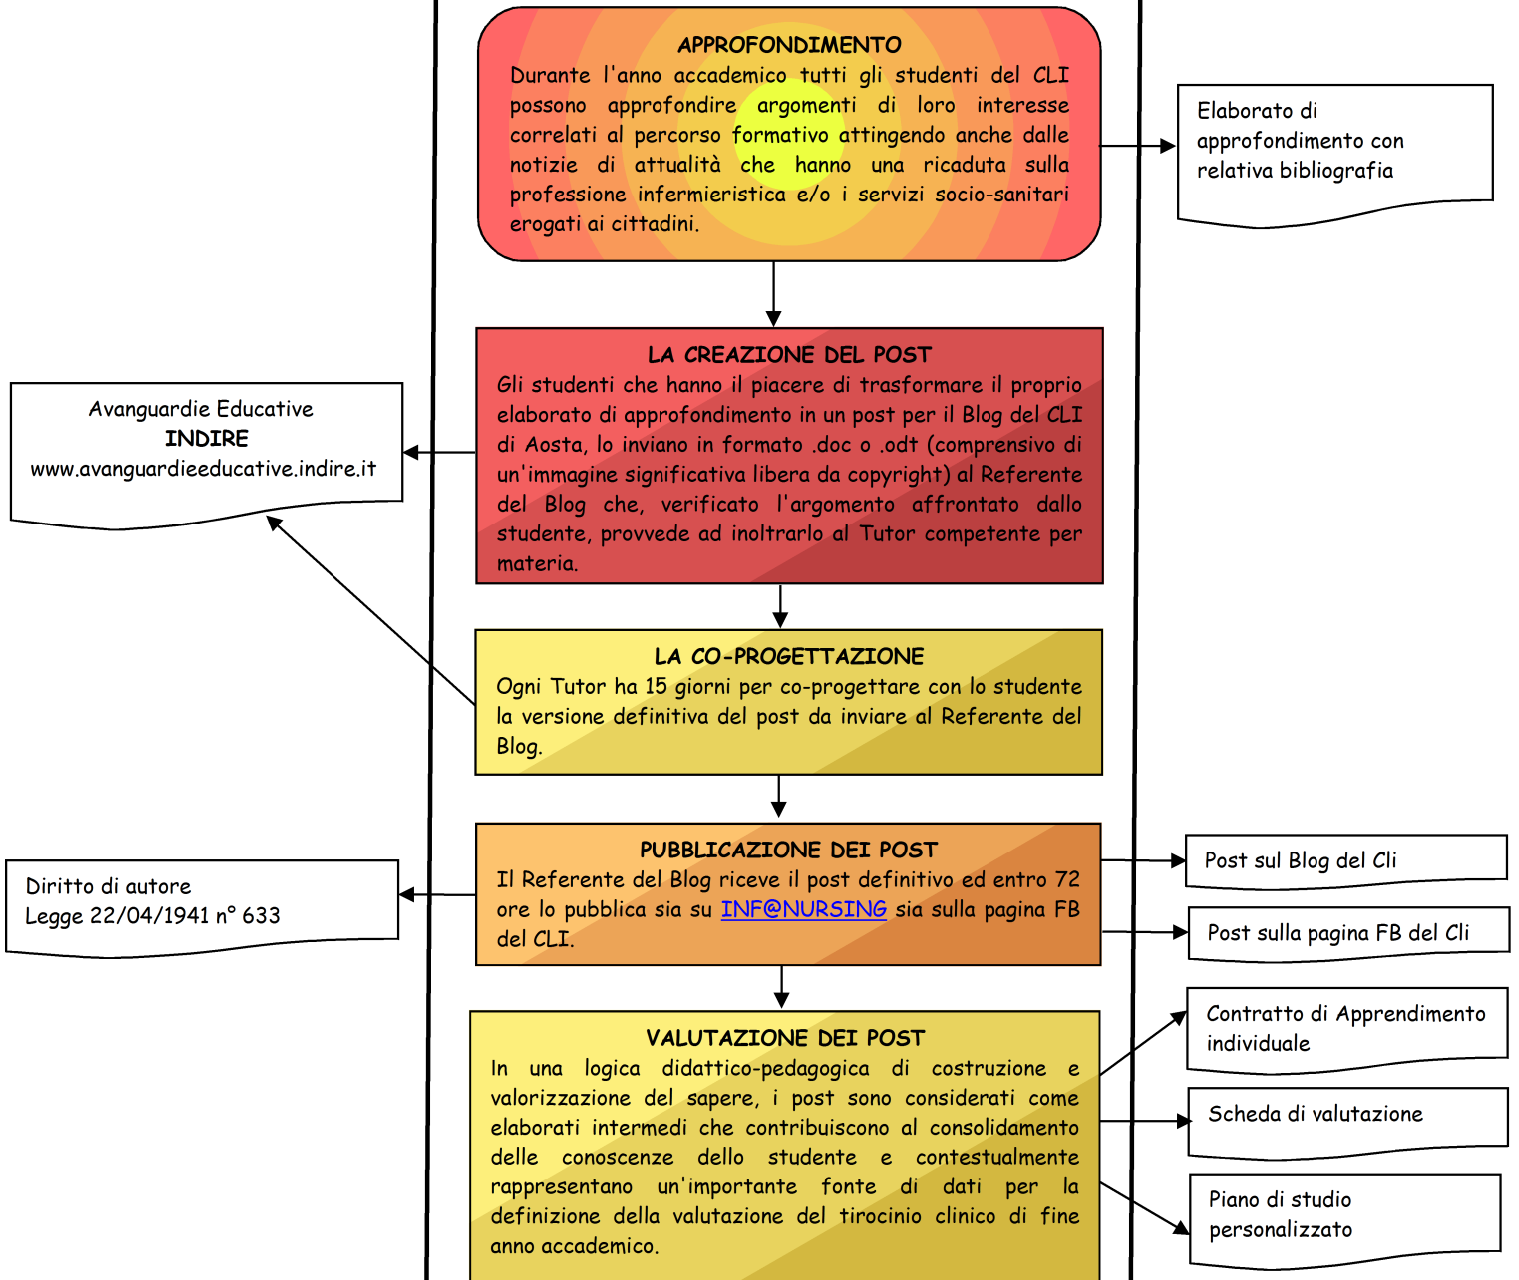 APPROFONDIMENTO
Durante l'anno accademico tutti gli studenti del CLI
possono approfondire argomenti di loro interesse
correlati al percorso formativo attingendo anche dalle
notizie di attualità che hanno una ricaduta sulla
professione infermieristica e/o i servizi socio-sanitari
erogati ai cittadini.
Elaborato di
approfondimento con
relativa bibliografia
LA CREAZIONE DEL POST
Gli studenti che hanno il piacere di trasformare il proprio
elaborato di approfondimento in un post per il Blog del CLI
di Aosta, lo inviano in formato .doc o .odt (comprensivo di
un'immagine significativa libera da copyright) al Referente
del Blog che, verificato l'argomento affrontato dallo
studente, provvede ad inoltrarlo al Tutor competente per
materia.
Avanguardie Educative
INDIRE
www.avanguardieeducative.indire.it
LA CO-PROGETTAZIONE
Ogni Tutor ha 15 giorni per co-progettare con lo studente
la versione definitiva del post da inviare al Referente del
Blog.
PUBBLICAZIONE DEI POST
Il Referente del Blog riceve il post definitivo ed entro 72
ore lo pubblica sia su INF@NURSING sia sulla pagina FB
del CLI.
Diritto di autore
Legge 22/04/1941 n° 633
Post sul Blog del Cli
Post sulla pagina FB del Cli
VALUTAZIONE DEI POST
In una logica didattico-pedagogica di costruzione e
valorizzazione del sapere, i post sono considerati come
elaborati intermedi che contribuiscono al consolidamento
delle conoscenze dello studente e contestualmente
rappresentano un'importante fonte di dati per la
definizione della valutazione del tirocinio clinico di fine
anno accademico.
Contratto di Apprendimento
individuale
Scheda di valutazione
Piano di studio
personalizzato